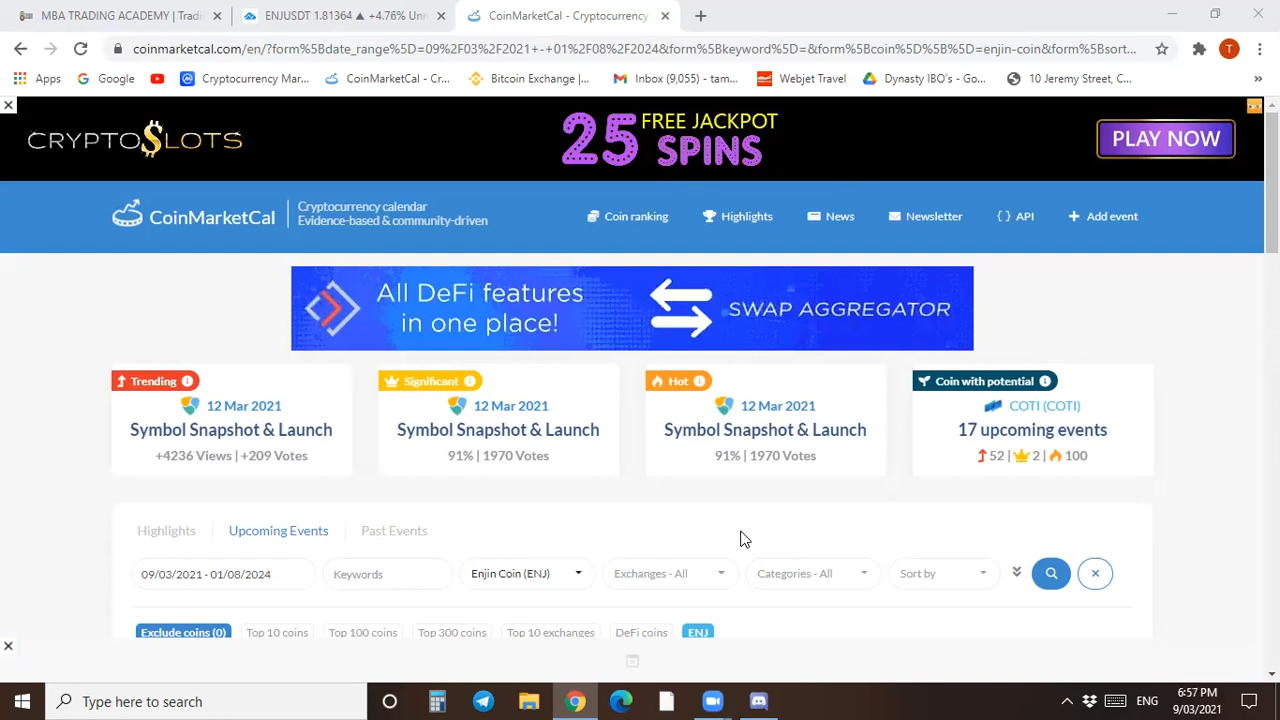 MBA TRADING ACADEMY | Tradi
ENJUSDT 1.81364 ▲ +4.76% Un
CoinMarketCal - Cryptocurrency
coinmarketcal.com/en/?form%5Bdate_range%5D=09%2F03%2F2021+-+01%2F08%2F2024&form%5Bkeyword%5D=&form%5Bcoin%5D%5B%5D=enjin-coin&form%5Bsort...
T
Apps
Google
Cryptocurrency Mar...
CoinMarketCal - Cr...
Bitcoin Exchange |...
Inbox (9,055) - tam...
Webjet Travel
Dynasty IBO's - Go...
10 Jeremy Street, C...
»
CRYPTO$LOTS
25 FREE JACKPOT SPINS
PLAY NOW
CoinMarketCal
Cryptocurrency calendar
Evidence-based & community-driven
Coin ranking
Highlights
News
Newsletter
{ } API
+ Add event
All DeFi features
in one place!
SWAP AGGREGATOR
Trending
12 Mar 2021
Symbol Snapshot & Launch
+4236 Views | +209 Votes
Significant
12 Mar 2021
Symbol Snapshot & Launch
91% | 1970 Votes
Hot
12 Mar 2021
Symbol Snapshot & Launch
91% | 1970 Votes
Coin with potential
COTI (COTI)
17 upcoming events
52 | 2 | 100
Highlights
Upcoming Events
Past Events
09/03/2021 - 01/08/2024
Keywords
Enjin Coin (ENJ)
Exchanges - All
Categories - All
Sort by
Exclude coins (0)
Top 10 coins
Top 100 coins
Top 300 coins
Top 10 exchanges
DeFi coins
ENJ
Type here to search
ENG
6:57 PM
9/03/2021